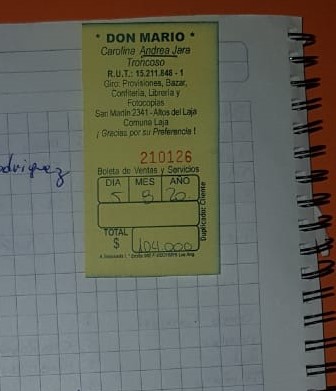 * DON MARIO *
Carolina Andrea Jara
Troncoso
R.U.T.: 15.211.848 - 1
Giro: Provisiones, Bazar,
Confitería, Librería y
Fotocopias
San Martín 2341 - Altos del Laja
Comuna Laja
¡ Gracias por su Preferencia !
210126
Boleta de Ventas y Servicios
DIA MES AÑO
5 8 20
TOTAL
$ 104.000
Duplicado: Cliente